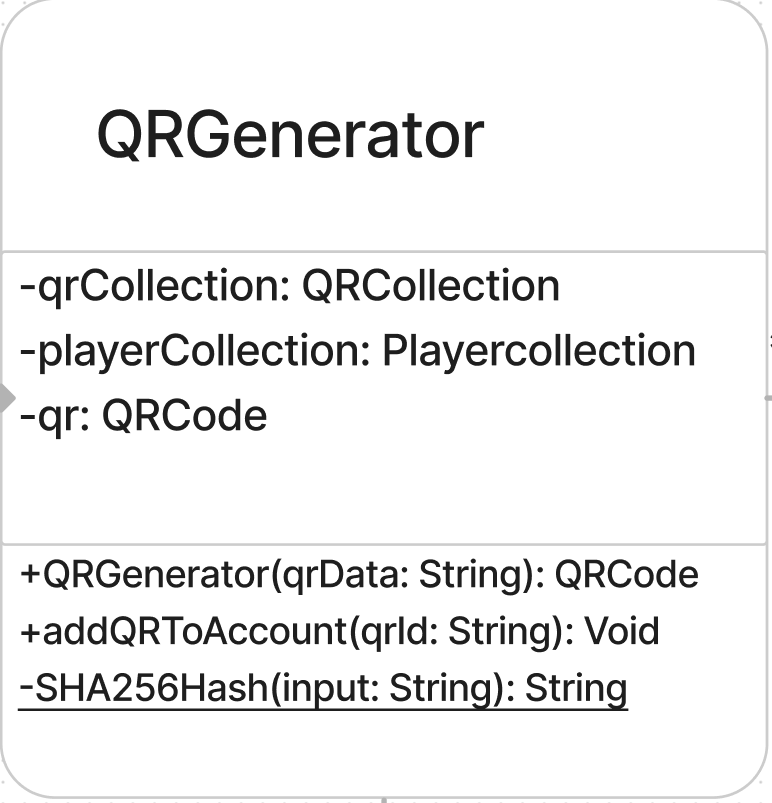 QRGenerator
-qrCollection: QRCollection
-playerCollection: Playercollection
-qr: QRCode
+QRGenerator(qrData: String): QRCode
+addQRToAccount(qrId: String): Void
-SHA256Hash(input: String): String